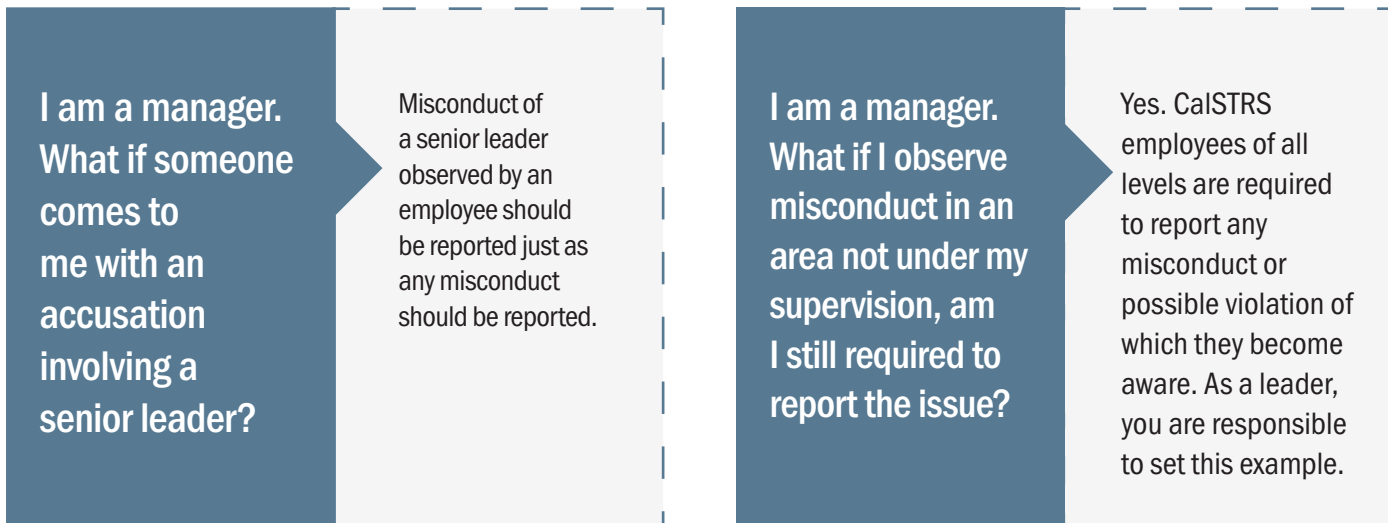 I am a manager.
What if someone
comes to
me with an
accusation
involving a
senior leader?
Misconduct of
a senior leader
observed by an
employee should
be reported just as
any misconduct
should be reported.
I am a manager.
What if I observe
misconduct in an
area not under my
supervision, am
I still required to
report the issue?
Yes. CalSTRS
employees of all
levels are required
to report any
misconduct or
possible violation of
which they become
aware. As a leader,
you are responsible
to set this example.